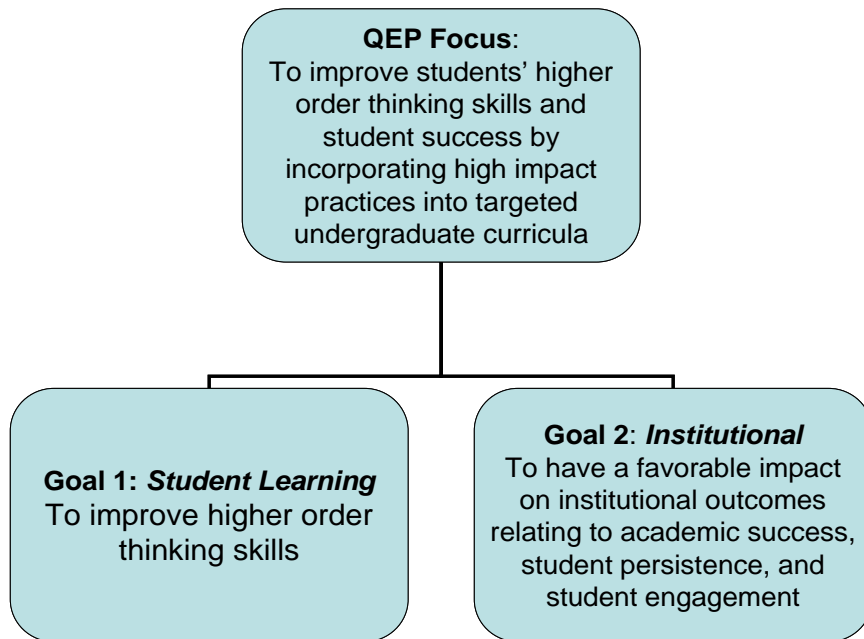 QEP Focus:
To improve students’ higher
order thinking skills and
student success by
incorporating high impact
practices into targeted
undergraduate curricula
Goal 1: Student Learning
To improve higher order
thinking skills
Goal 2: Institutional
To have a favorable impact
on institutional outcomes
relating to academic success,
student persistence, and
student engagement